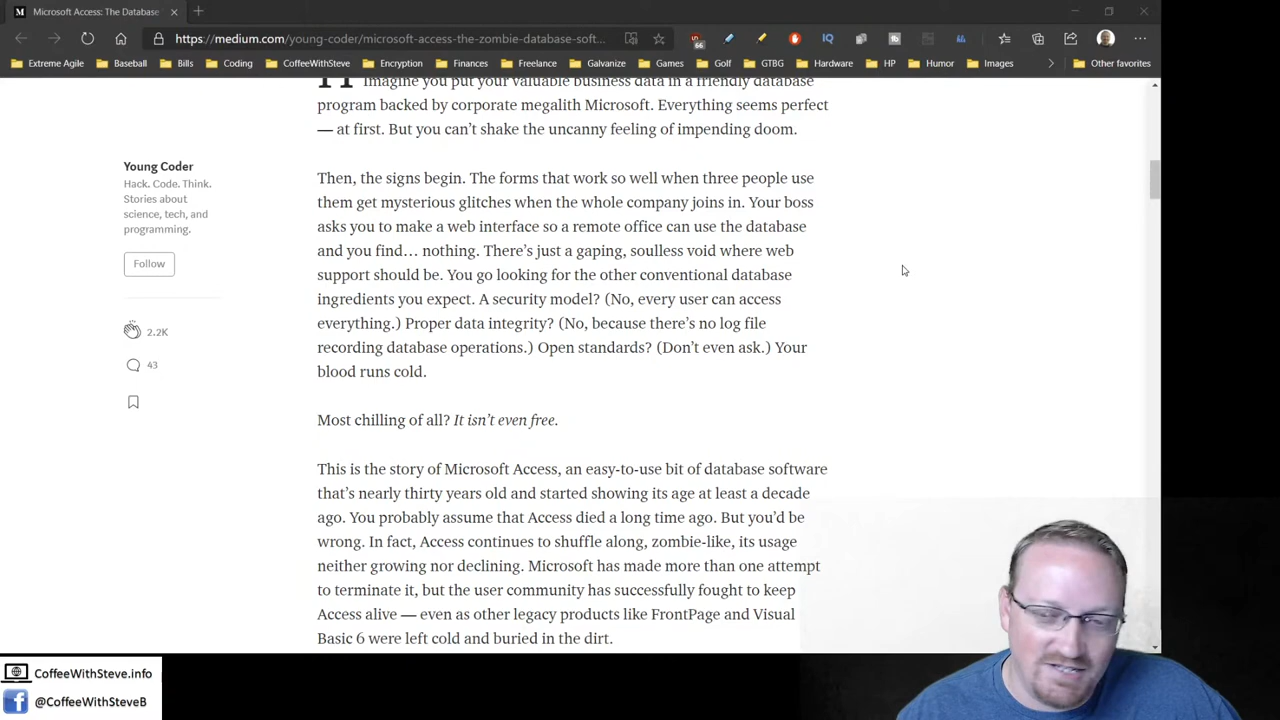 Microsoft Access: The Database
https://medium.com/young-coder/microsoft-access-the-zombie-database-soft...
66
IQ
Extreme Agile
Baseball
Bills
Coding
CoffeeWithSteve
Encryption
Finances
Freelance
Galvanize
Games
Golf
GTBG
Hardware
HP
Humor
Images
Other favorites
Imagine you put your valuable business data in a friendly database
program backed by corporate megalith Microsoft. Everything seems perfect
— at first. But you can't shake the uncanny feeling of impending doom.
Young Coder
Hack. Code. Think.
Stories about
science, tech, and
programming.
Follow
2.2K
43
Then, the signs begin. The forms that work so well when three people use
them get mysterious glitches when the whole company joins in. Your boss
asks you to make a web interface so a remote office can use the database
and you find… nothing. There's just a gaping, soulless void where web
support should be. You go looking for the other conventional database
ingredients you expect. A security model? (No, every user can access
everything.) Proper data integrity? (No, because there's no log file
recording database operations.) Open standards? (Don't even ask.) Your
blood runs cold.
Most chilling of all? It isn't even free.
This is the story of Microsoft Access, an easy-to-use bit of database software
that's nearly thirty years old and started showing its age at least a decade
ago. You probably assume that Access died a long time ago. But you'd be
wrong. In fact, Access continues to shuffle along, zombie-like, its usage
neither growing nor declining. Microsoft has made more than one attempt
to terminate it, but the user community has successfully fought to keep
Access alive — even as other legacy products like FrontPage and Visual
Basic 6 were left cold and buried in the dirt.
CoffeeWithSteve.info
@CoffeeWithSteveB